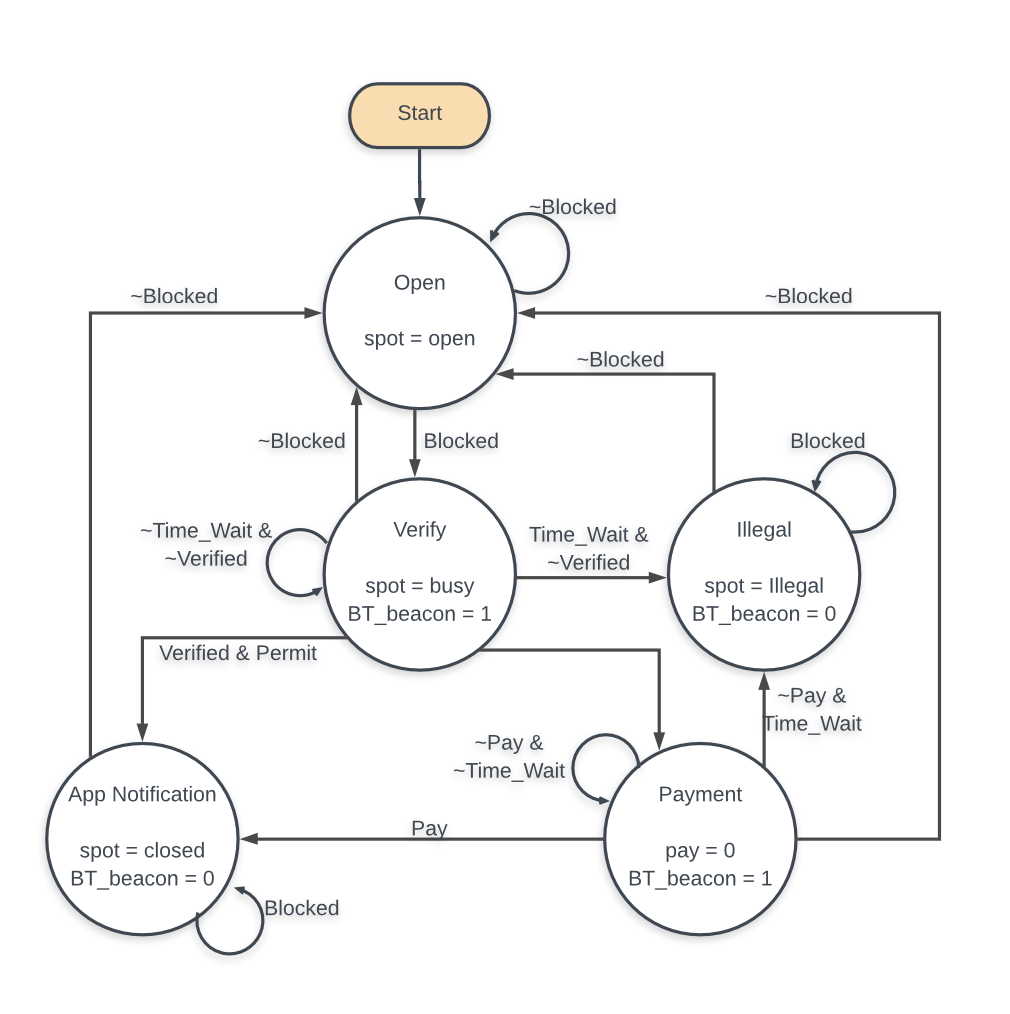 Start
~Blocked
Open
spot = open
~Blocked
~Blocked
~Blocked
~Blocked
Blocked
Blocked
~Time_Wait &
~Verified
Verify
spot = busy
BT_beacon = 1
Time_Wait &
~Verified
Illegal
spot = Illegal
BT_beacon = 0
Verified & Permit
~Pay &
Time_Wait
~Pay &
~Time_Wait
App Notification
spot = closed
BT_beacon = 0
Pay
Payment
pay = 0
BT_beacon = 1
Blocked